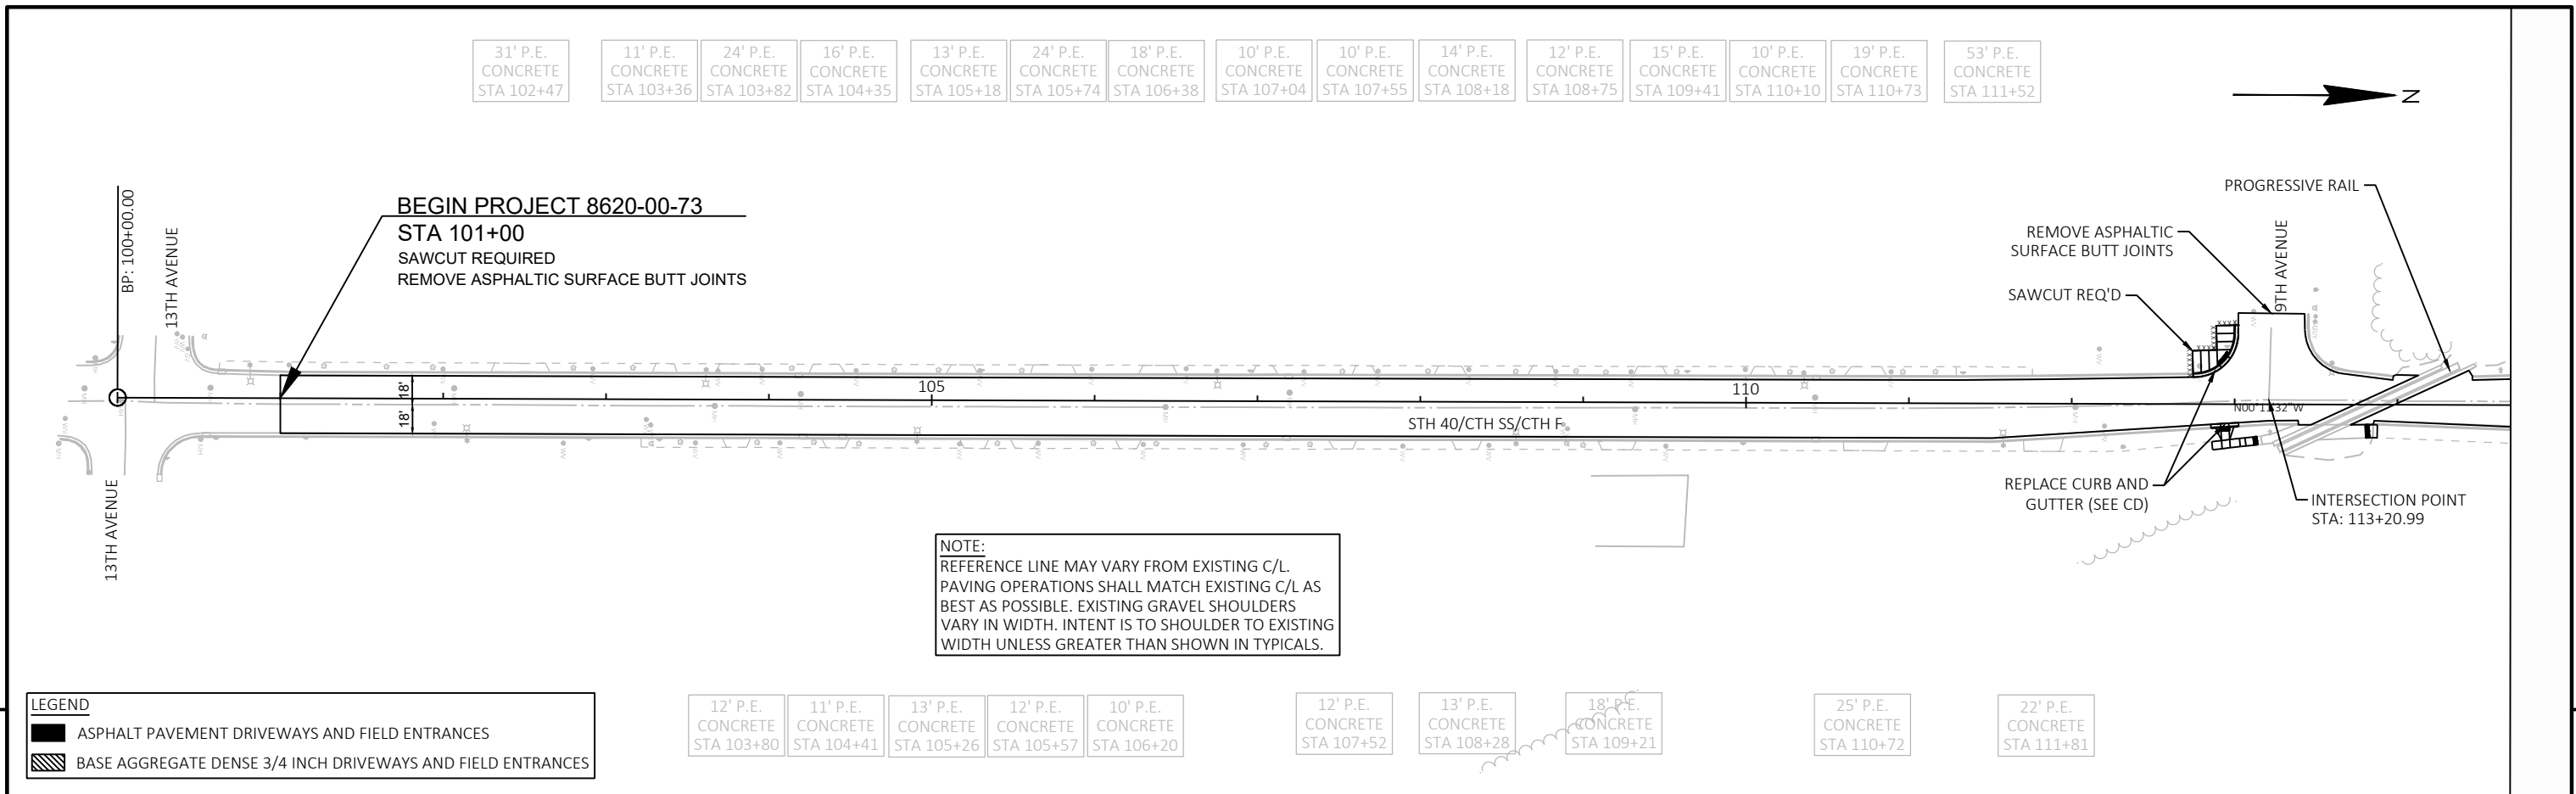 31' P.E.
CONCRETE
STA 102+47
11' P.E.
CONCRETE
STA 103+36
24' P.E.
CONCRETE
STA 103+82
16' P.E.
CONCRETE
STA 104+35
13' P.E.
CONCRETE
STA 105+18
24' P.E.
CONCRETE
STA 105+74
18' P.E.
CONCRETE
STA 106+38
10' P.E.
CONCRETE
STA 107+04
10' P.E.
CONCRETE
STA 107+55
14' P.E.
CONCRETE
STA 108+18
12' P.E.
CONCRETE
STA 108+75
15' P.E.
CONCRETE
STA 109+41
10' P.E.
CONCRETE
STA 110+10
19' P.E.
CONCRETE
STA 110+73
53' P.E.
CONCRETE
STA 111+52
N
BP: 100+00.00
13TH AVENUE
BEGIN PROJECT 8620-00-73
STA 101+00
SAWCUT REQUIRED
REMOVE ASPHALTIC SURFACE BUTT JOINTS
PROGRESSIVE RAIL
REMOVE ASPHALTIC
SURFACE BUTT JOINTS
9TH AVENUE
SAWCUT REQ'D
18'
18'
105
110
STH 40/CTH SS/CTH F
REPLACE CURB AND
GUTTER (SEE CD)
INTERSECTION POINT
STA: 113+20.99
13TH AVENUE
NOTE:
REFERENCE LINE MAY VARY FROM EXISTING C/L.
PAVING OPERATIONS SHALL MATCH EXISTING C/L AS
BEST AS POSSIBLE. EXISTING GRAVEL SHOULDERS
VARY IN WIDTH. INTENT IS TO SHOULDER TO EXISTING
WIDTH UNLESS GREATER THAN SHOWN IN TYPICALS.
LEGEND
ASPHALT PAVEMENT DRIVEWAYS AND FIELD ENTRANCES
BASE AGGREGATE DENSE 3/4 INCH DRIVEWAYS AND FIELD ENTRANCES
12' P.E.
CONCRETE
STA 103+80
11' P.E.
CONCRETE
STA 104+41
13' P.E.
CONCRETE
STA 105+26
12' P.E.
CONCRETE
STA 105+57
10' P.E.
CONCRETE
STA 106+20
12' P.E.
CONCRETE
STA 107+52
13' P.E.
CONCRETE
STA 108+28
18' P.E.
CONCRETE
STA 109+21
25' P.E.
CONCRETE
STA 110+72
22' P.E.
CONCRETE
STA 111+81